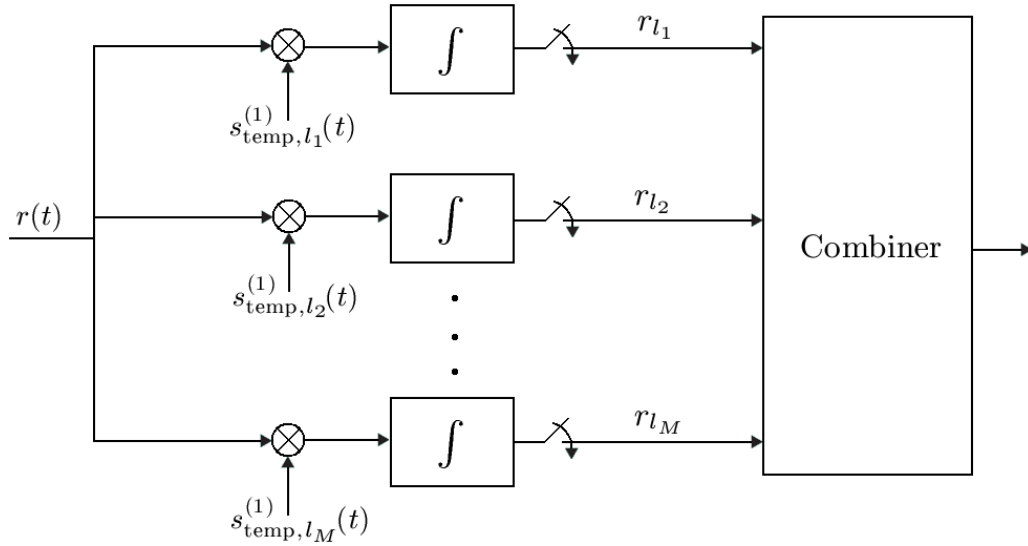 ∫
r_{l_1}
s^{(1)}_{temp,l_1}(t)
r(t)
∫
r_{l_2}
Combiner
s^{(1)}_{temp,l_2}(t)
∫
r_{l_M}
s^{(1)}_{temp,l_M}(t)